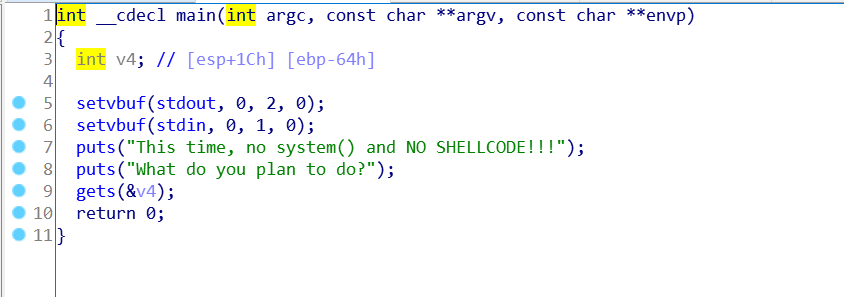 1 int __cdecl main(int argc, const char **argv, const char **envp)
2 {
3 int v4; // [esp+1Ch] [ebp-64h]
4
5 setvbuf(stdout, 0, 2, 0);
6 setvbuf(stdin, 0, 1, 0);
7 puts("This time, no system() and NO SHELLCODE!!!");
8 puts("What do you plan to do?");
9 gets(&v4);
10 return 0;
11 }